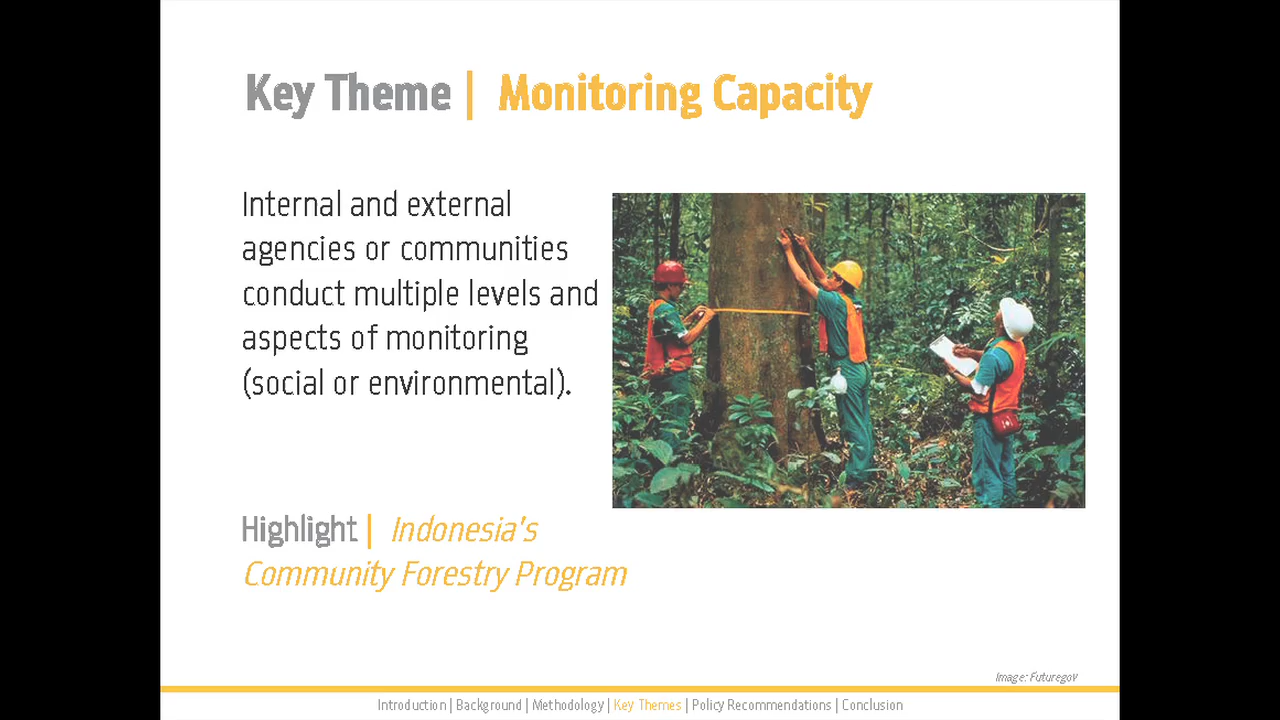 Key Theme | Monitoring Capacity
Internal and external
agencies or communities
conduct multiple levels and
aspects of monitoring
(social or environmental).
Highlight | Indonesia's
Community Forestry Program
Image: Futuregov
Introduction | Background | Methodology | Key Themes | Policy Recommendations | Conclusion